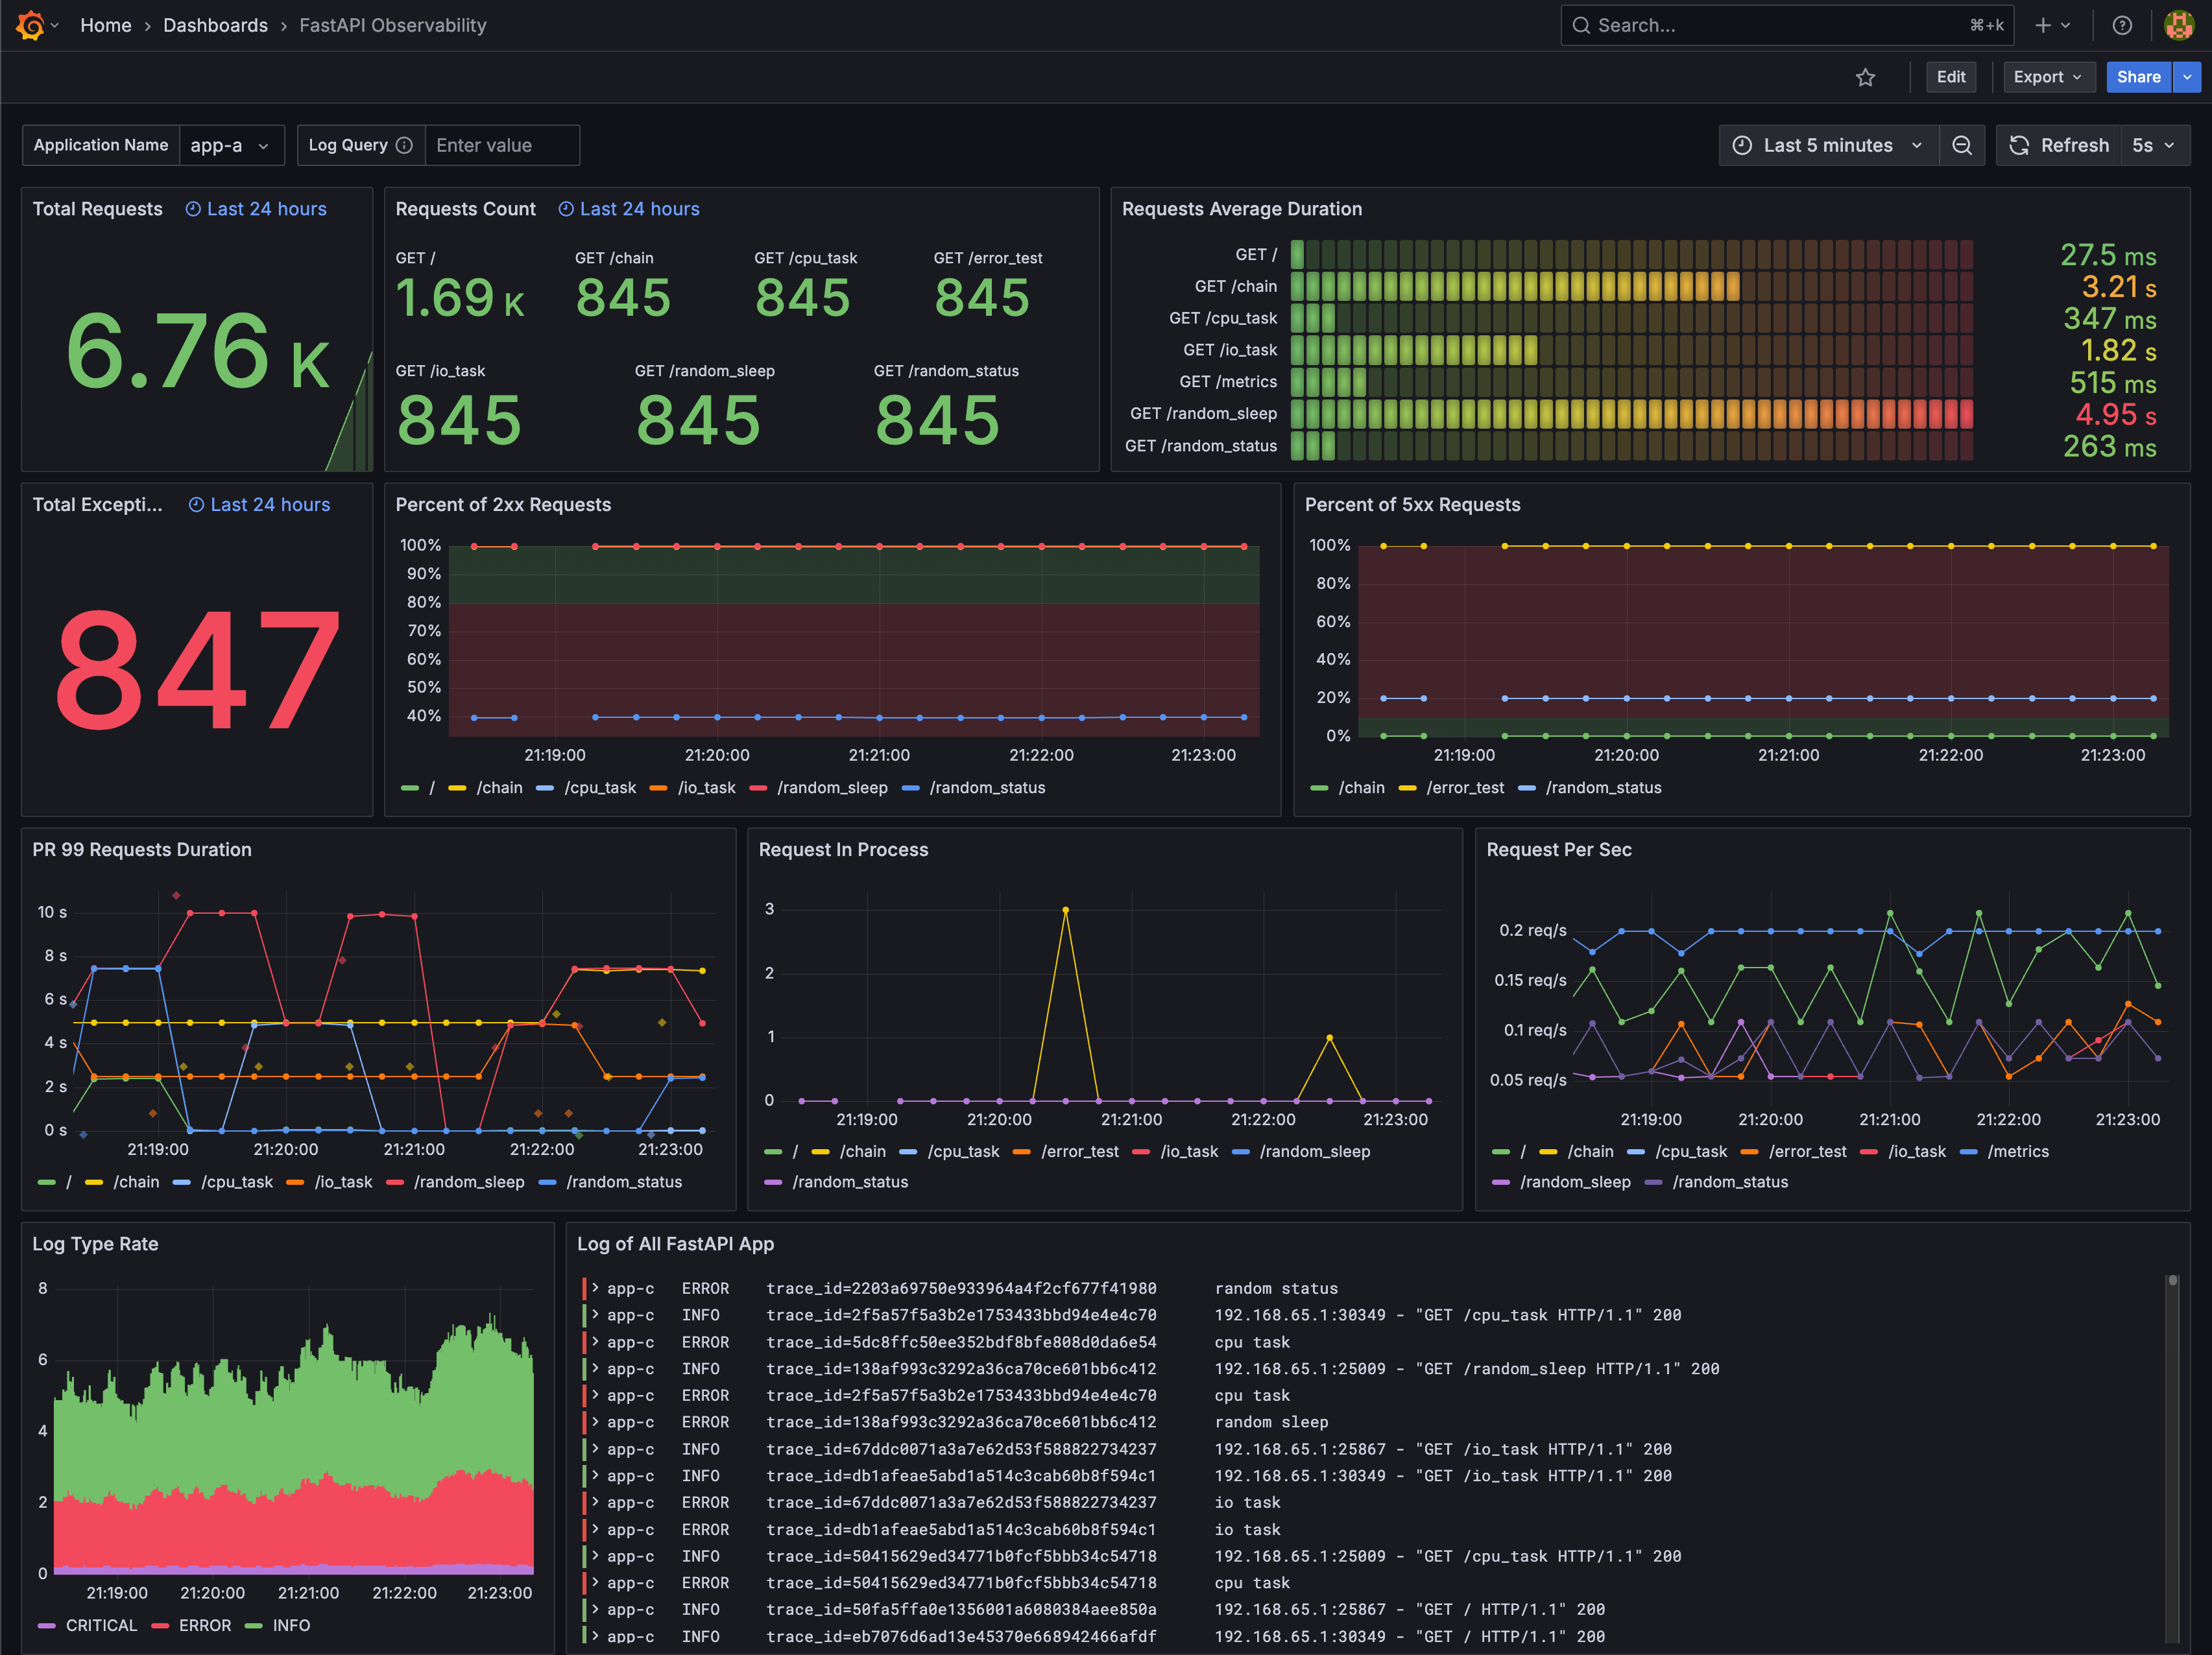 Home › Dashboards › FastAPI Observability
Search... ⌘+k
Edit Export Share
Application Name app-a Log Query Enter value
Last 5 minutes Refresh 5s
Total Requests Last 24 hours
6.76 K
Requests Count Last 24 hours
GET / GET /chain GET /cpu_task GET /error_test
1.69 K 845 845 845
GET /io_task GET /random_sleep GET /random_status
845 845 845
Requests Average Duration
GET / 27.5 ms
GET /chain 3.21 s
GET /cpu_task 347 ms
GET /io_task 1.82 s
GET /metrics 515 ms
GET /random_sleep 4.95 s
GET /random_status 263 ms
Total Excepti... Last 24 hours
847
Percent of 2xx Requests
100%
90%
80%
70%
60%
50%
40%
21:19:00 21:20:00 21:21:00 21:22:00 21:23:00
/ /chain /cpu_task /io_task /random_sleep /random_status
Percent of 5xx Requests
100%
80%
60%
40%
20%
0%
21:19:00 21:20:00 21:21:00 21:22:00 21:23:00
/chain /error_test /random_status
PR 99 Requests Duration
10 s
8 s
6 s
4 s
2 s
0 s
21:19:00 21:20:00 21:21:00 21:22:00 21:23:00
/ /chain /cpu_task /io_task /random_sleep /random_status
Request In Process
3
2
1
0
21:19:00 21:20:00 21:21:00 21:22:00 21:23:00
/ /chain /cpu_task /error_test /io_task /random_sleep
/random_status
Request Per Sec
0.2 req/s
0.15 req/s
0.1 req/s
0.05 req/s
21:19:00 21:20:00 21:21:00 21:22:00 21:23:00
/ /chain /cpu_task /error_test /io_task /metrics
/random_sleep /random_status
Log Type Rate
8
6
4
2
0
21:19:00 21:20:00 21:21:00 21:22:00 21:23:00
CRITICAL ERROR INFO
Log of All FastAPI App
app-c ERROR trace_id=2203a69750e933964a4f2cf677f41980 random status
app-c INFO trace_id=2f5a57f5a3b2e1753433bbd94e4e4c70 192.168.65.1:30349 - "GET /cpu_task HTTP/1.1" 200
app-c ERROR trace_id=5dc8ffc50ee352bdf8bfe808d0da6e54 cpu task
app-c INFO trace_id=138af993c3292a36ca70ce601bb6c412 192.168.65.1:25009 - "GET /random_sleep HTTP/1.1" 200
app-c ERROR trace_id=2f5a57f5a3b2e1753433bbd94e4e4c70 cpu task
app-c ERROR trace_id=138af993c3292a36ca70ce601bb6c412 random sleep
app-c INFO trace_id=67ddc0071a3a7e62d53f588822734237 192.168.65.1:25867 - "GET /io_task HTTP/1.1" 200
app-c INFO trace_id=db1afeae5abd1a514c3cab60b8f594c1 192.168.65.1:30349 - "GET /io_task HTTP/1.1" 200
app-c ERROR trace_id=67ddc0071a3a7e62d53f588822734237 io task
app-c ERROR trace_id=db1afeae5abd1a514c3cab60b8f594c1 io task
app-c INFO trace_id=50415629ed34771b0fcf5bbb34c54718 192.168.65.1:25009 - "GET /cpu_task HTTP/1.1" 200
app-c ERROR trace_id=50415629ed34771b0fcf5bbb34c54718 cpu task
app-c INFO trace_id=50fa5ffa0e1356001a6080384aee850a 192.168.65.1:25867 - "GET / HTTP/1.1" 200
app-c INFO trace_id=eb7076d6ad13e45370e668942466afdf 192.168.65.1:30349 - "GET / HTTP/1.1" 200